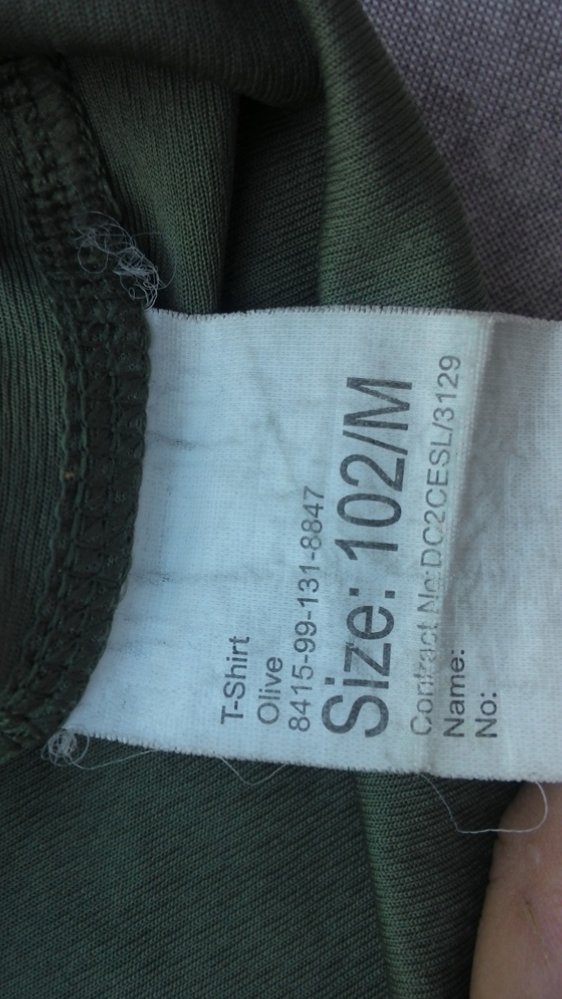 T-Shirt
Olive
8415-99-131-8847
Size: 102/M
Contract No:DC2CESL/3129
Name:
No: